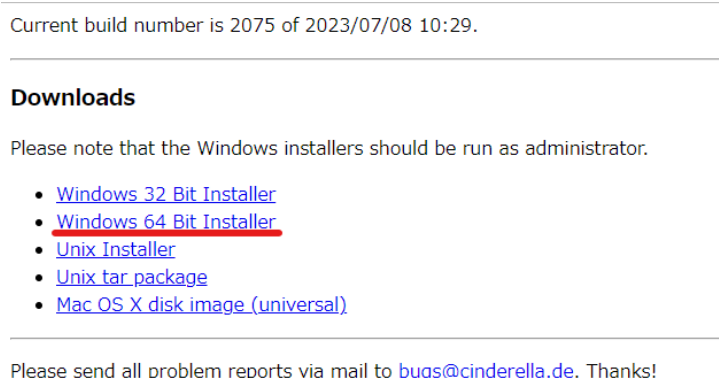 Current build number is 2075 of 2023/07/08 10:29.
Downloads
Please note that the Windows installers should be run as administrator.
Windows 32 Bit Installer
Windows 64 Bit Installer
Unix Installer
Unix tar package
Mac OS X disk image (universal)
Please send all problem reports via mail to bugs@cinderella.de. Thanks!